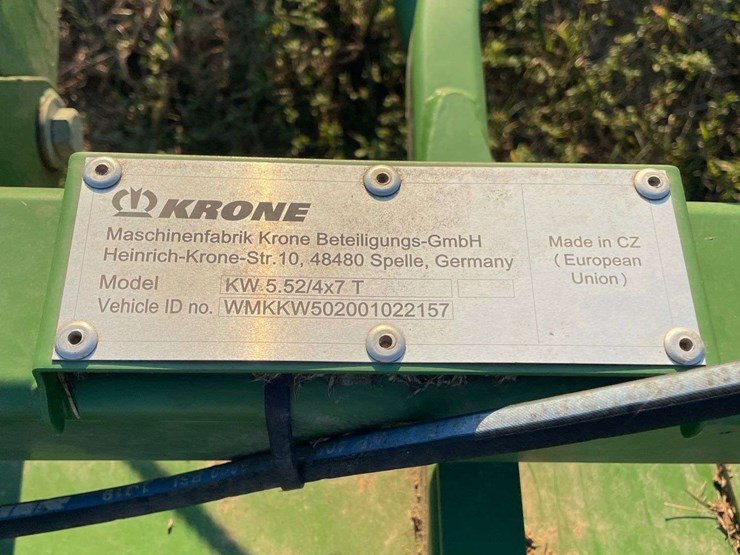 KRONE
Maschinenfabrik Krone Beteiligungs-GmbH
Heinrich-Krone-Str.10, 48480 Spelle, Germany
Model KW 5.52/4x7 T
Vehicle ID no. WMKKW502001022157
Made in CZ
( European
Union )